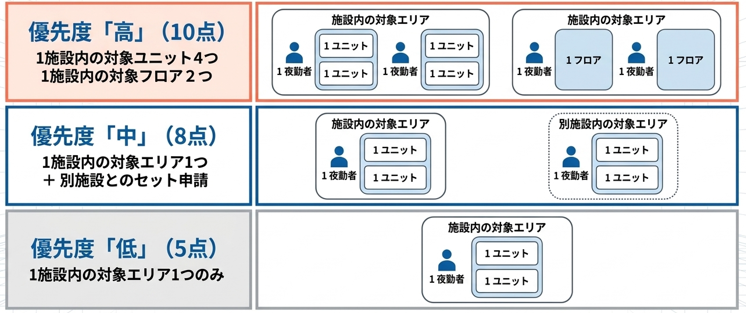 優先度「高」（10点）
1施設内の対象ユニット4つ
1施設内の対象フロア２つ
施設内の対象エリア
1夜勤者
1ユニット
1ユニット
1夜勤者
1ユニット
1ユニット
施設内の対象エリア
1夜勤者
1フロア
1夜勤者
1フロア
優先度「中」（8点）
1施設内の対象エリア1つ
＋ 別施設とのセット申請
施設内の対象エリア
1夜勤者
1ユニット
1ユニット
別施設内の対象エリア
1夜勤者
1ユニット
1ユニット
優先度「低」（5点）
1施設内の対象エリア1つのみ
施設内の対象エリア
1夜勤者
1ユニット
1ユニット